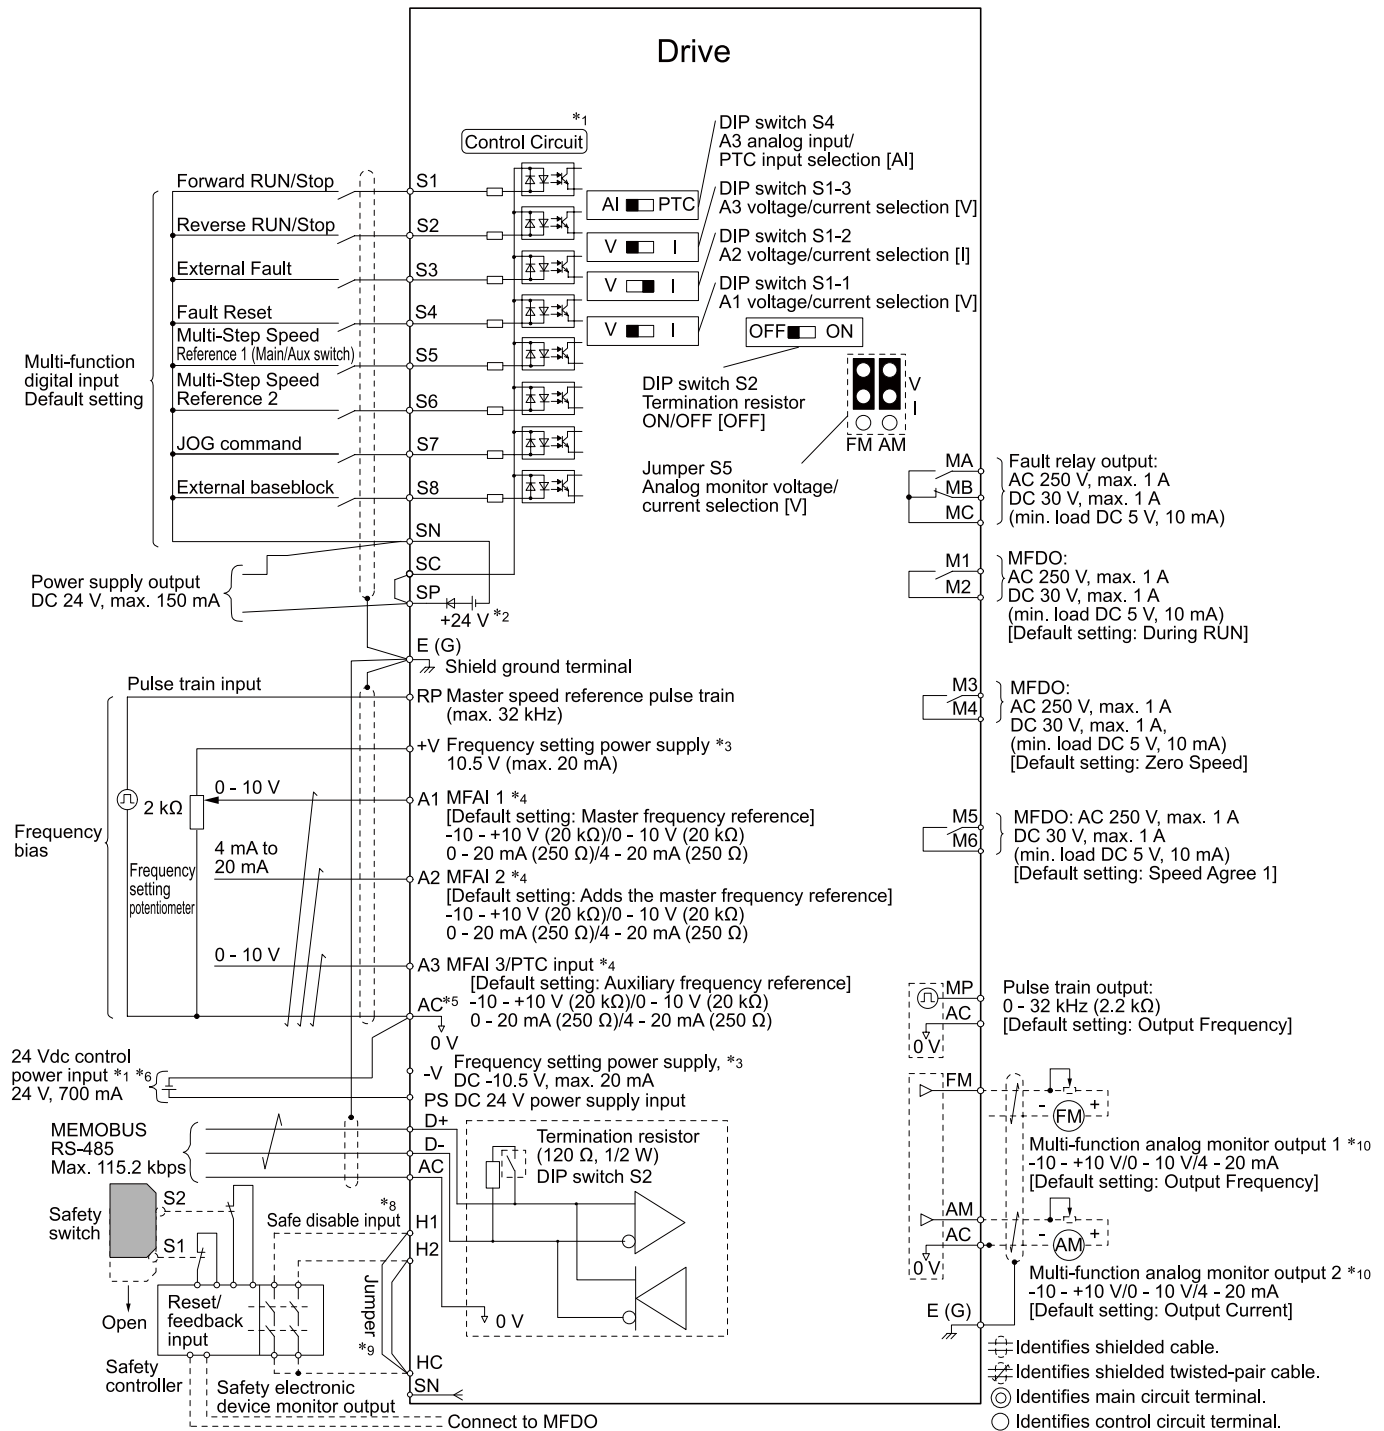 Drive
*1
Control Circuit
DIP switch S4
A3 analog input/
PTC input selection [AI]
AI PTC
DIP switch S1-3
A3 voltage/current selection [V]
V I
DIP switch S1-2
A2 voltage/current selection [I]
V I
DIP switch S1-1
A1 voltage/current selection [V]
V I
OFF ON
DIP switch S2
Termination resistor
ON/OFF [OFF]
V
I
FM AM
Jumper S5
Analog monitor voltage/
current selection [V]
Multi-function
digital input
Default setting
Forward RUN/Stop
S1
Reverse RUN/Stop
S2
External Fault
S3
Fault Reset
S4
Multi-Step Speed
Reference 1 (Main/Aux switch)
S5
Multi-Step Speed
Reference 2
S6
JOG command
S7
External baseblock
S8
SN
SC
SP
Power supply output
DC 24 V, max. 150 mA
+24 V *2
E (G)
Shield ground terminal
Pulse train input
RP Master speed reference pulse train
(max. 32 kHz)
+V Frequency setting power supply *3
10.5 V (max. 20 mA)
Frequency
bias
2 kΩ
0 - 10 V
Frequency
setting
potentiometer
A1 MFAI 1 *4
[Default setting: Master frequency reference]
-10 - +10 V (20 kΩ)/0 - 10 V (20 kΩ)
0 - 20 mA (250 Ω)/4 - 20 mA (250 Ω)
4 mA to
20 mA
A2 MFAI 2 *4
[Default setting: Adds the master frequency reference]
-10 - +10 V (20 kΩ)/0 - 10 V (20 kΩ)
0 - 20 mA (250 Ω)/4 - 20 mA (250 Ω)
0 - 10 V
A3 MFAI 3/PTC input *4
[Default setting: Auxiliary frequency reference]
-10 - +10 V (20 kΩ)/0 - 10 V (20 kΩ)
0 - 20 mA (250 Ω)/4 - 20 mA (250 Ω)
AC*5
0 V
24 Vdc control
power input *1 *6
24 V, 700 mA
-V Frequency setting power supply, *3
DC -10.5 V, max. 20 mA
PS DC 24 V power supply input
MEMOBUS
RS-485
Max. 115.2 kbps
D+
D-
AC
Termination resistor
(120 Ω, 1/2 W)
DIP switch S2
0 V
Safety
switch
S2
S1
Open
*8
Safe disable input
H1
H2
Jumper *9
Reset/
feedback
input
HC
SN
Safety
controller
Safety electronic
device monitor output
Connect to MFDO
MA
MB
MC
Fault relay output:
AC 250 V, max. 1 A
DC 30 V, max. 1 A
(min. load DC 5 V, 10 mA)
M1
M2
MFDO:
AC 250 V, max. 1 A
DC 30 V, max. 1 A
(min. load DC 5 V, 10 mA)
[Default setting: During RUN]
M3
M4
MFDO:
AC 250 V, max. 1 A
DC 30 V, max. 1 A,
(min. load DC 5 V, 10 mA)
[Default setting: Zero Speed]
M5
M6
MFDO: AC 250 V, max. 1 A
DC 30 V, max. 1 A
(min. load DC 5 V, 10 mA)
[Default setting: Speed Agree 1]
MP
AC
0 V
Pulse train output:
0 - 32 kHz (2.2 kΩ)
[Default setting: Output Frequency]
FM
- +
FM
Multi-function analog monitor output 1 *10
-10 - +10 V/0 - 10 V/4 - 20 mA
[Default setting: Output Frequency]
AM
AC
0 V
- +
AM
Multi-function analog monitor output 2 *10
-10 - +10 V/0 - 10 V/4 - 20 mA
[Default setting: Output Current]
E (G)
Identifies shielded cable.
Identifies shielded twisted-pair cable.
Identifies main circuit terminal.
Identifies control circuit terminal.